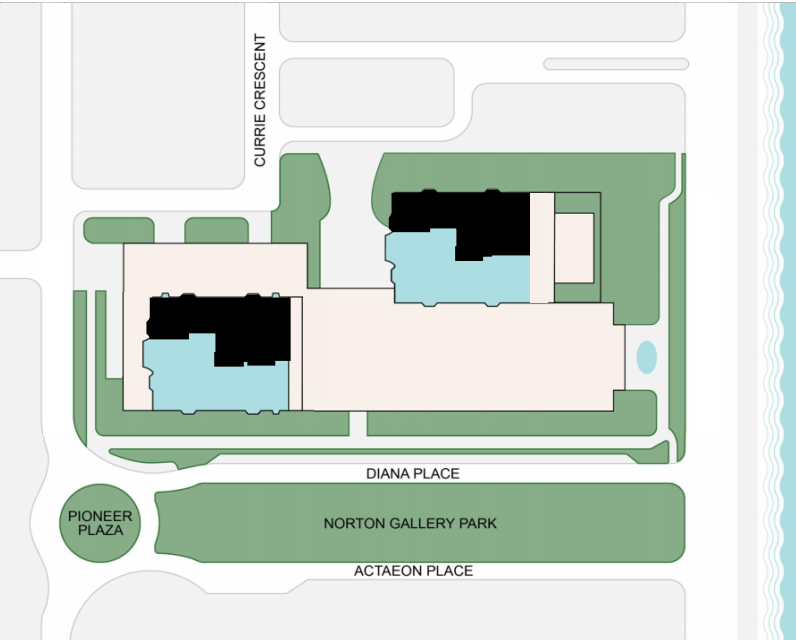 CURRIE CRESCENT
DIANA PLACE
PIONEER
PLAZA
NORTON GALLERY PARK
ACTAEON PLACE